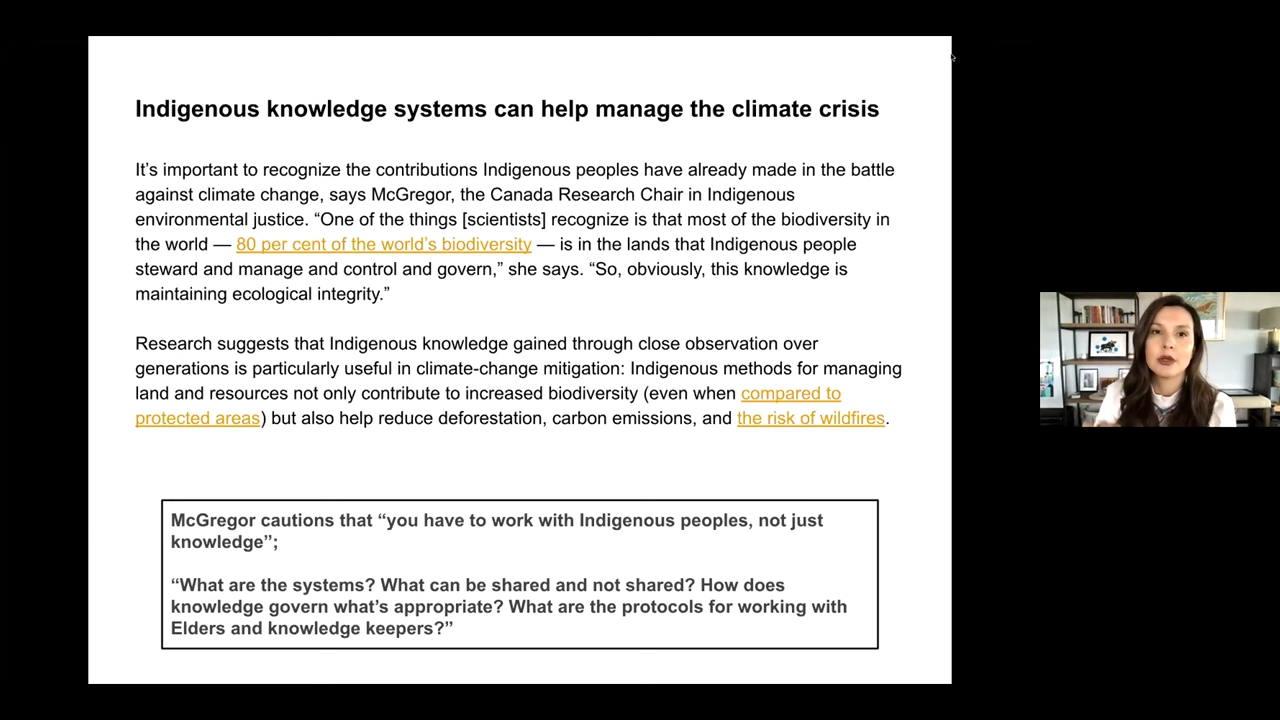 Indigenous knowledge systems can help manage the climate crisis
It’s important to recognize the contributions Indigenous peoples have already made in the battle
against climate change, says McGregor, the Canada Research Chair in Indigenous
environmental justice. “One of the things [scientists] recognize is that most of the biodiversity in
the world — 80 per cent of the world’s biodiversity — is in the lands that Indigenous people
steward and manage and control and govern,” she says. “So, obviously, this knowledge is
maintaining ecological integrity.”
Research suggests that Indigenous knowledge gained through close observation over
generations is particularly useful in climate-change mitigation: Indigenous methods for managing
land and resources not only contribute to increased biodiversity (even when compared to
protected areas) but also help reduce deforestation, carbon emissions, and the risk of wildfires.
McGregor cautions that “you have to work with Indigenous peoples, not just
knowledge”;
“What are the systems? What can be shared and not shared? How does
knowledge govern what’s appropriate? What are the protocols for working with
Elders and knowledge keepers?”